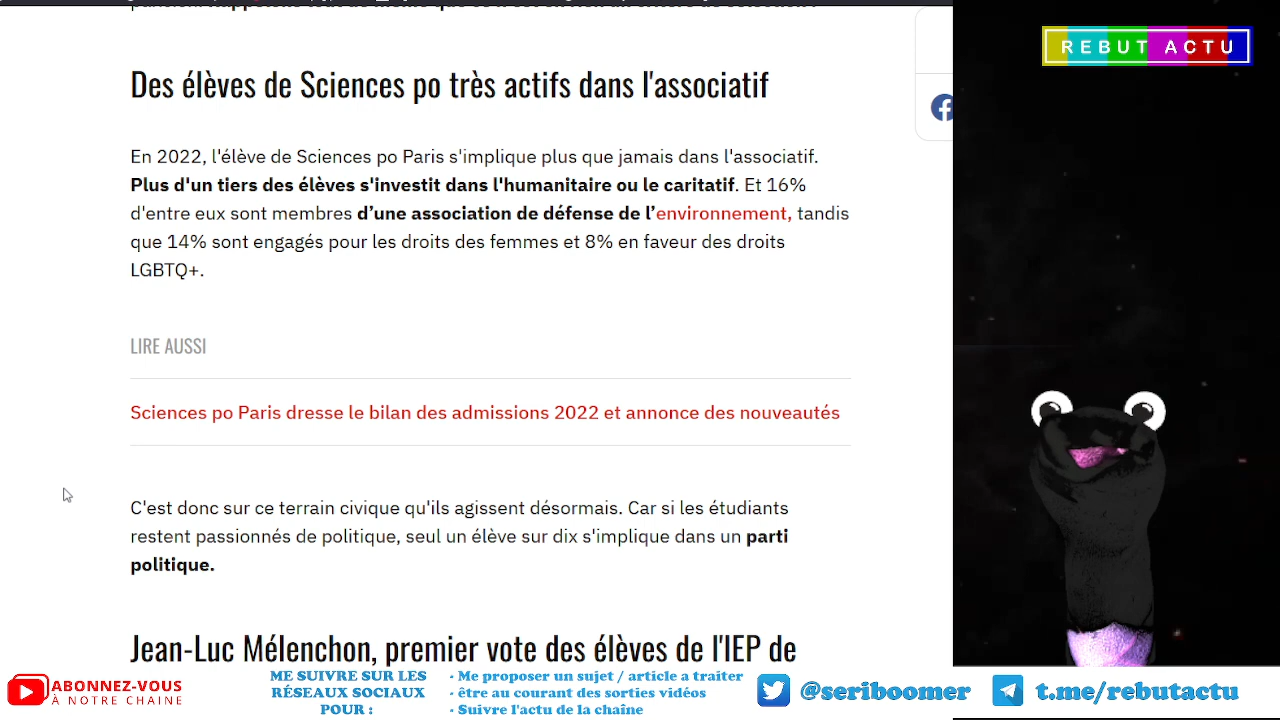 REBUT ACTU
Des élèves de Sciences po très actifs dans l'associatif
En 2022, l'élève de Sciences po Paris s'implique plus que jamais dans l'associatif.
Plus d'un tiers des élèves s'investit dans l'humanitaire ou le caritatif. Et 16%
d'entre eux sont membres d’une association de défense de l’environnement, tandis
que 14% sont engagés pour les droits des femmes et 8% en faveur des droits
LGBTQ+.
LIRE AUSSI
Sciences po Paris dresse le bilan des admissions 2022 et annonce des nouveautés
C'est donc sur ce terrain civique qu'ils agissent désormais. Car si les étudiants
restent passionnés de politique, seul un élève sur dix s'implique dans un parti
politique.
Jean-Luc Mélenchon, premier vote des élèves de l'IEP de
ABONNEZ-VOUS
À NOTRE CHAINE
ME SUIVRE SUR LES
RÉSEAUX SOCIAUX
POUR :
- Me proposer un sujet / article a traiter
- être au courant des sorties vidéos
- Suivre l'actu de la chaîne
@seriboomer
t.me/rebutactu